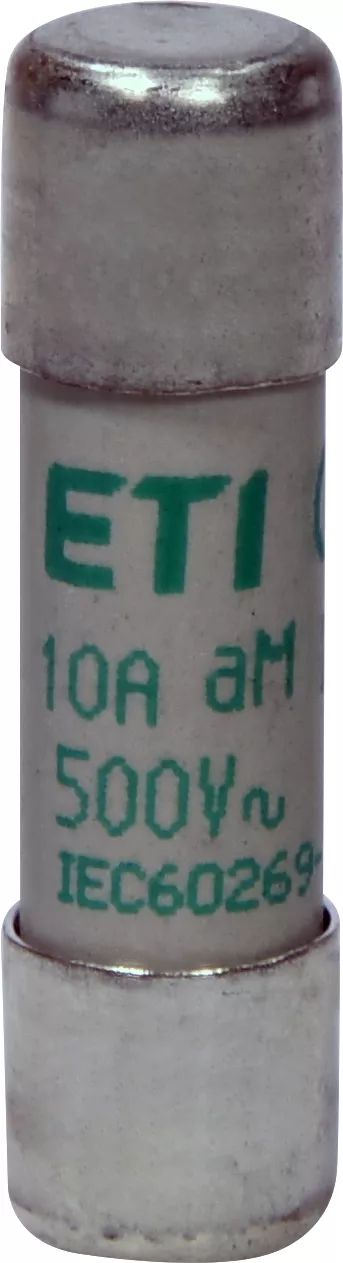 ETI
10A aM
500V~
IEC60269-